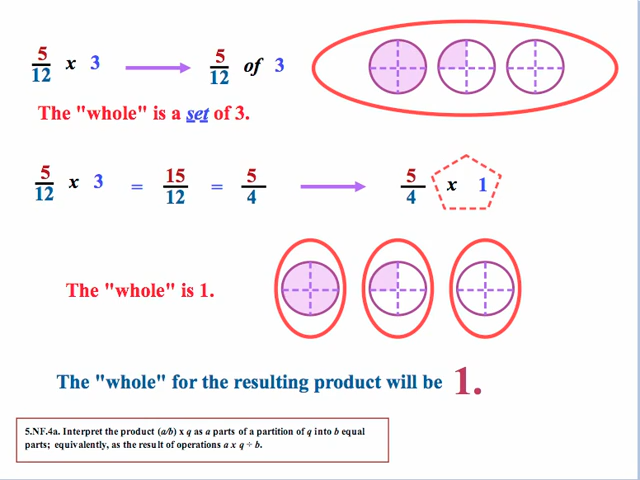 5/12 x 3 5/12 of 3
The "whole" is a set of 3.
5/12 x 3 = 15/12 = 5/4 5/4 x 1
The "whole" is 1.
The "whole" for the resulting product will be 1.
5.NF.4a. Interpret the product (a/b) x q as a parts of a partition of q into b equal
parts; equivalently, as the result of operations a x q ÷ b.